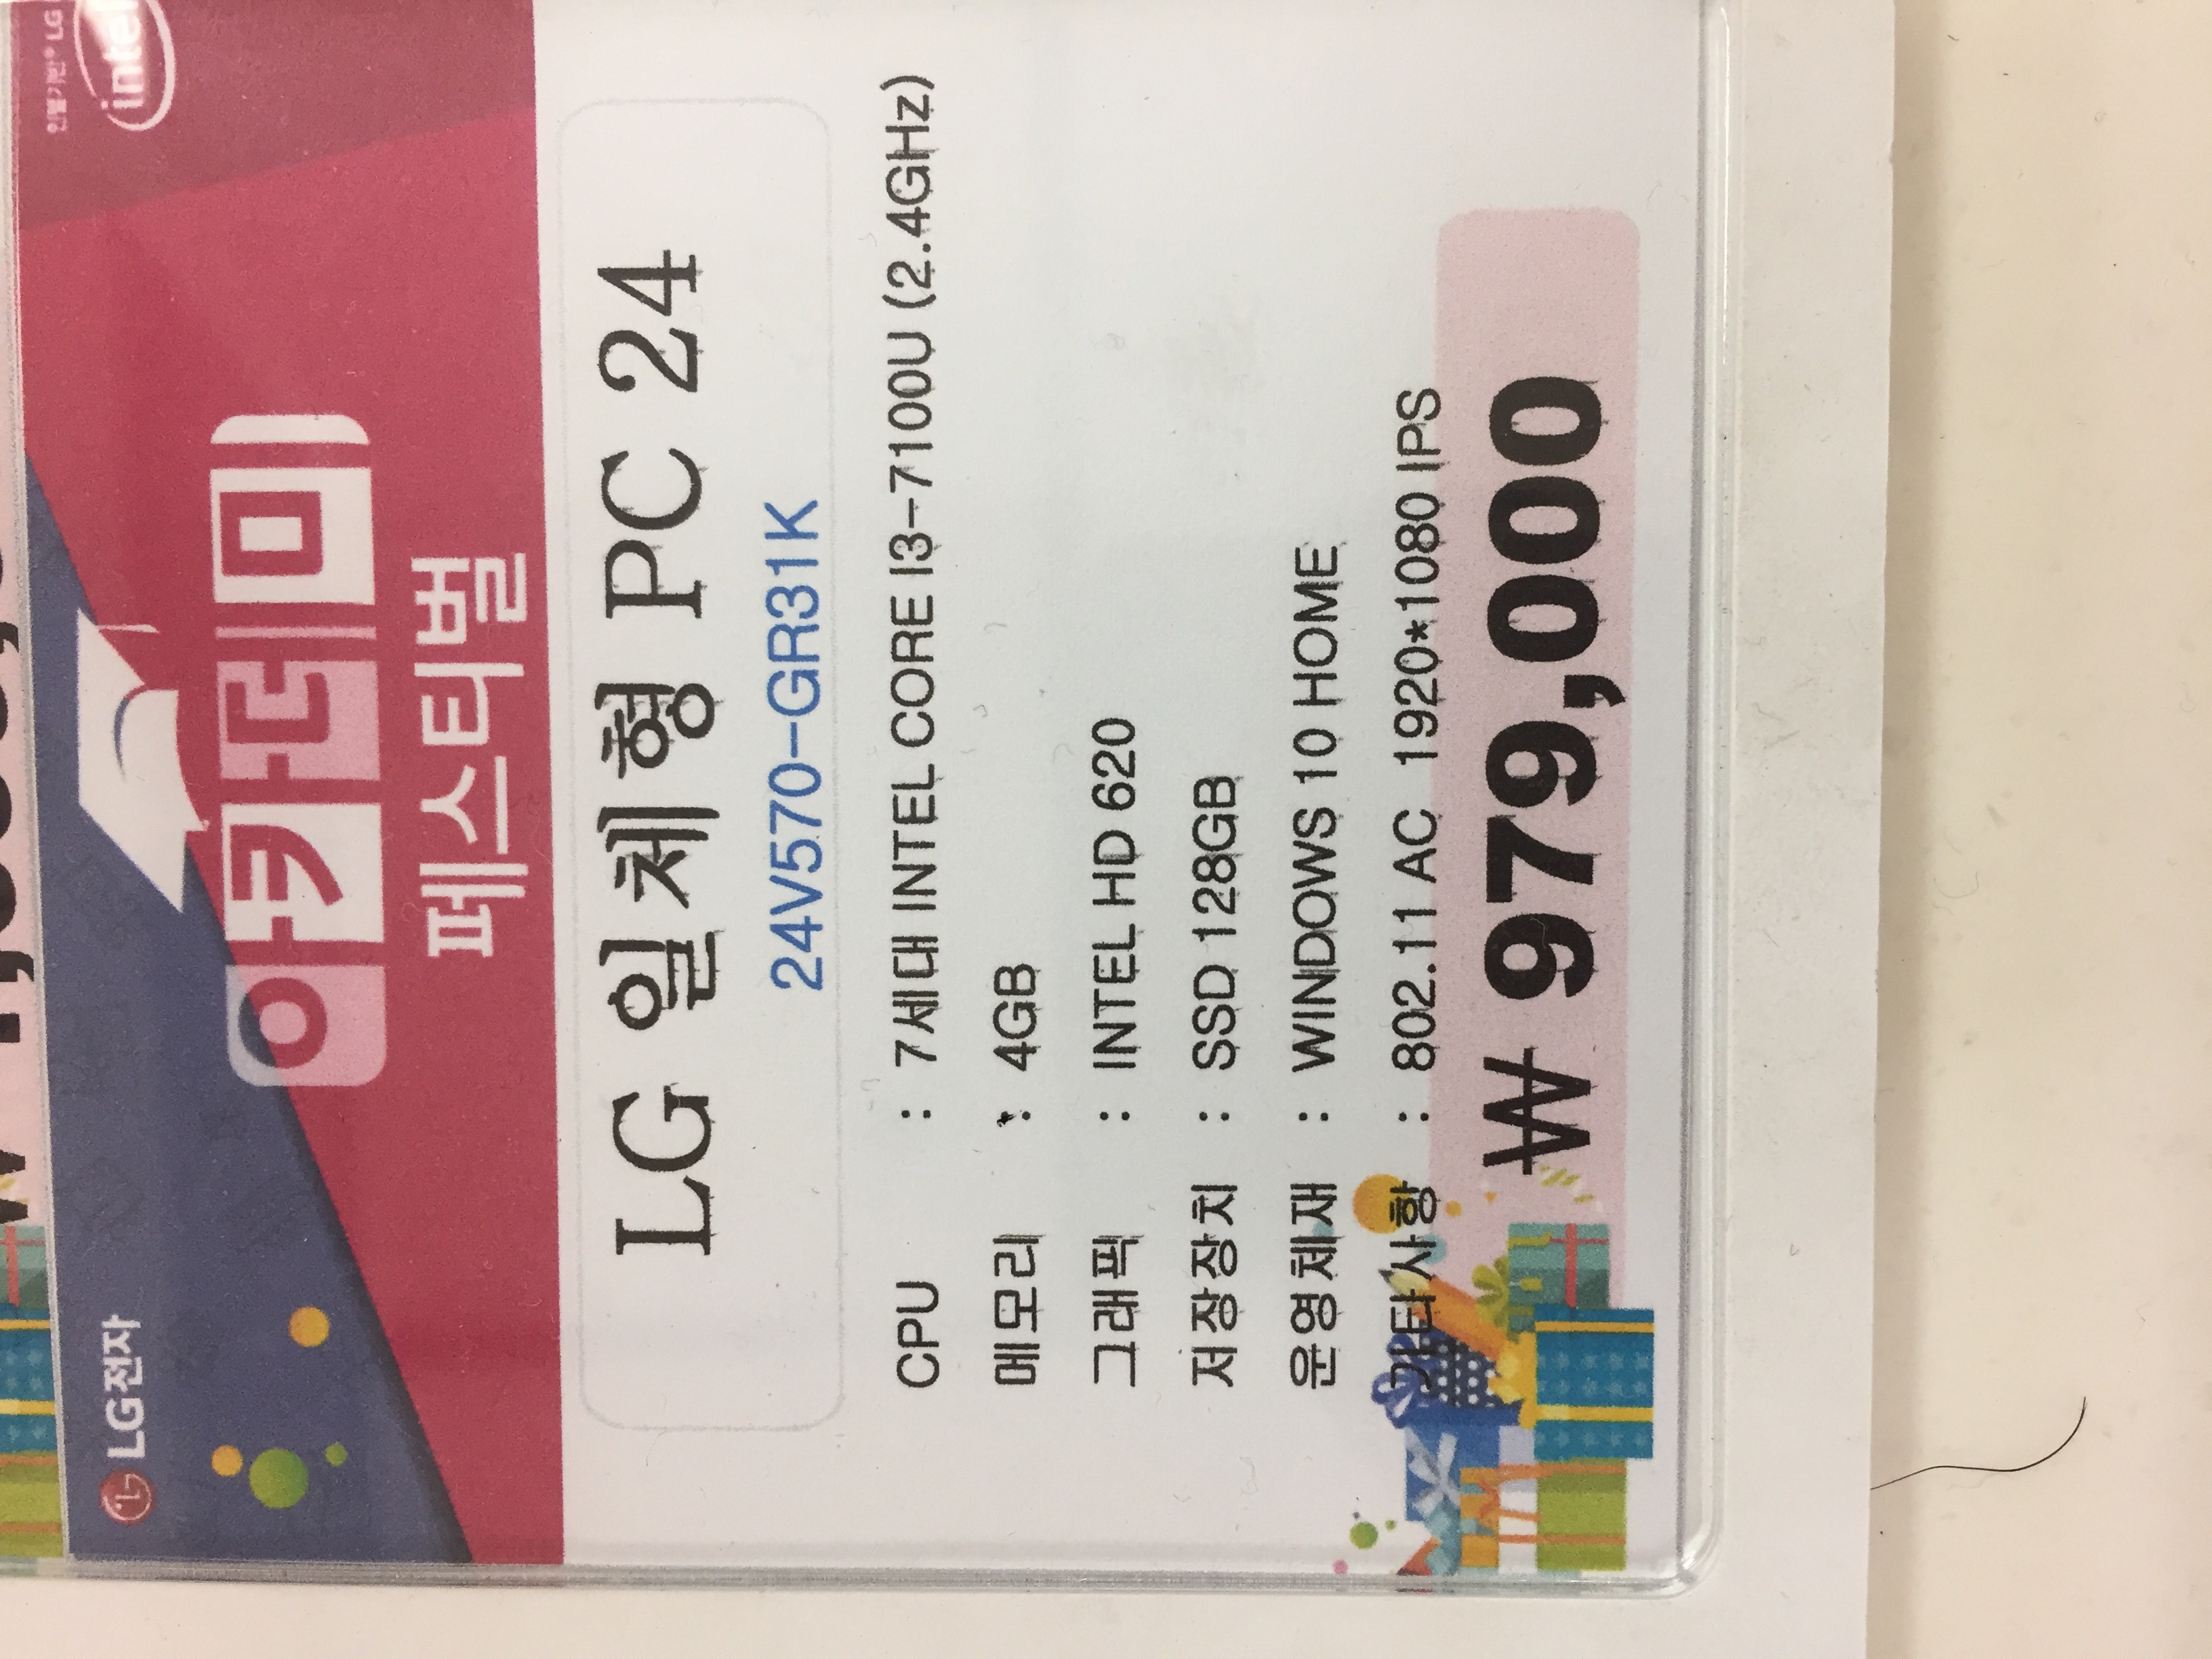 LG전자
intel
아카데미
페스티벌
LG 일체형 PC 24
24V570-GR31K
CPU : 7세대 INTEL CORE I3-7100U (2.4GHz)
메모리 : 4GB
그래픽 : INTEL HD 620
저장장치 : SSD 128GB
운영체재 : WINDOWS 10 HOME
기타사항 : 802.11 AC 1920*1080 IPS
₩ 979,000